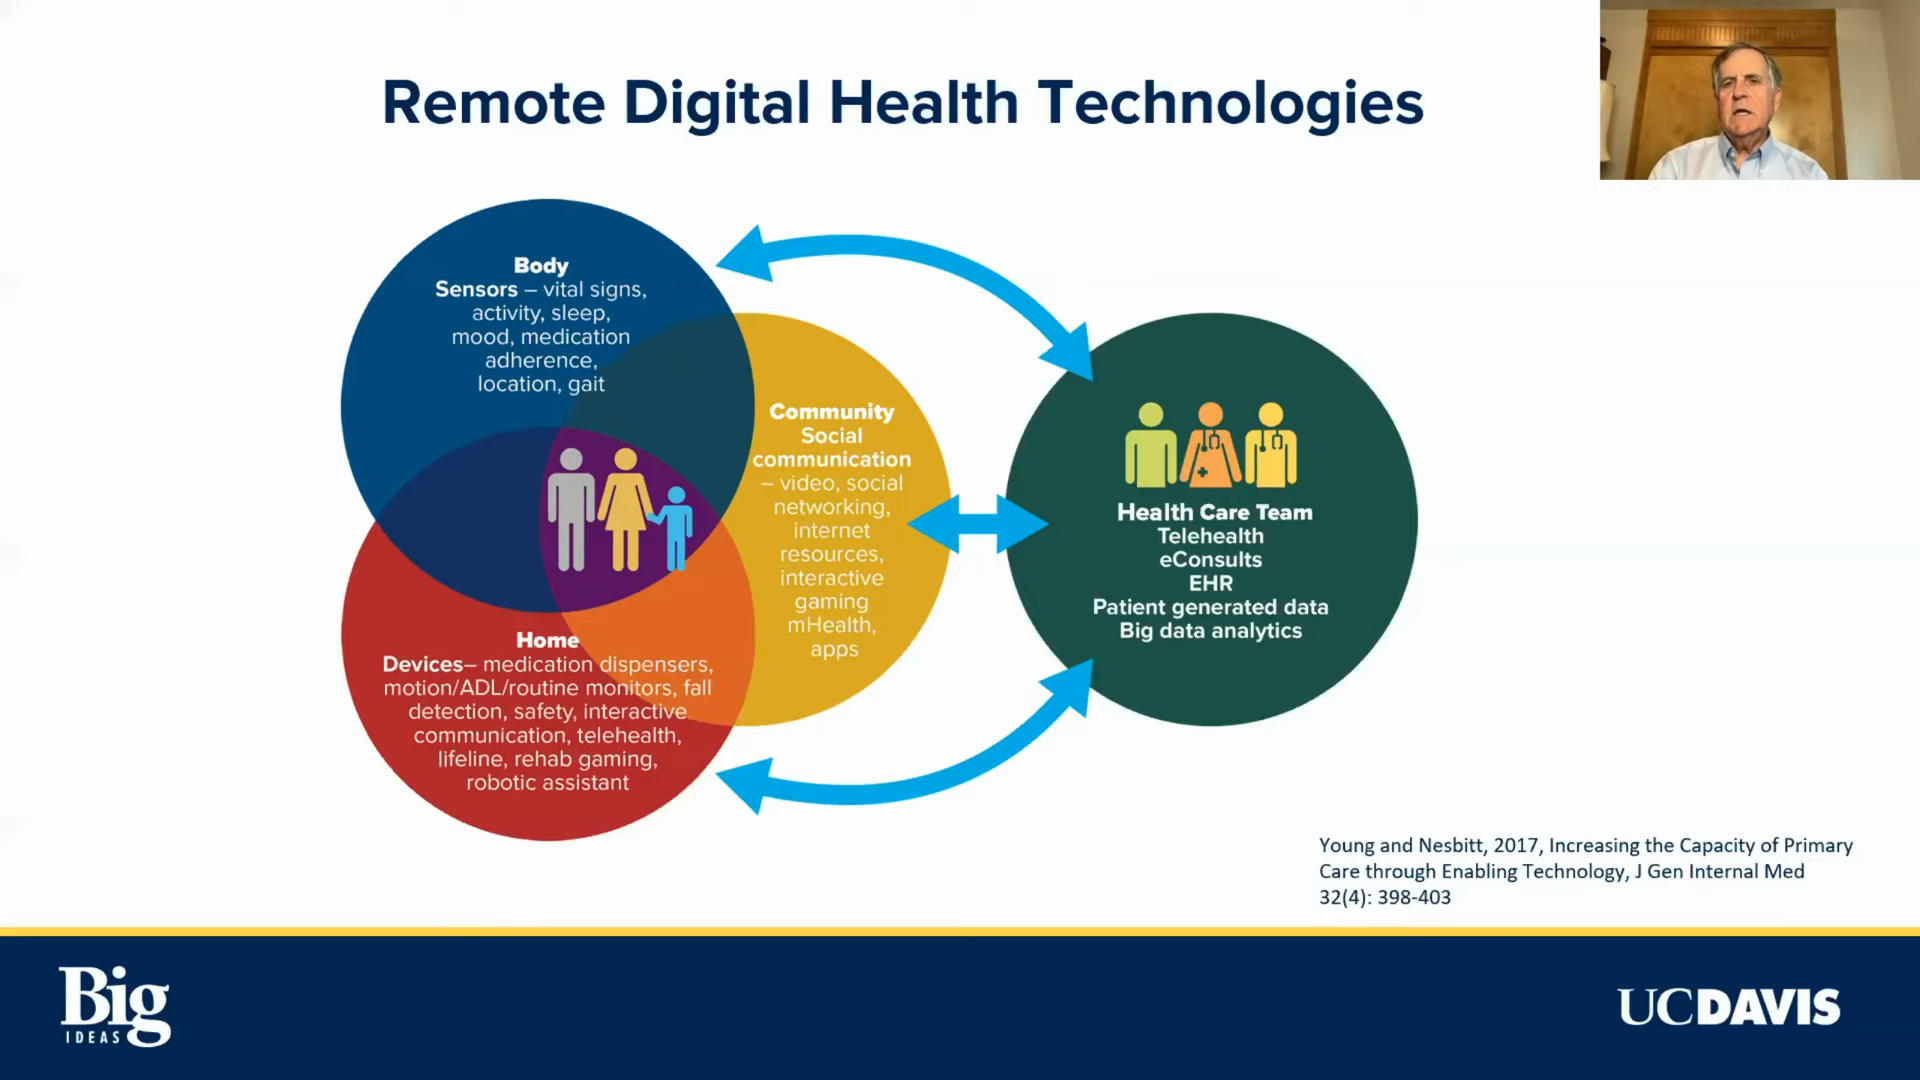 Remote Digital Health Technologies
Body
Sensors – vital signs,
activity, sleep,
mood, medication
adherence,
location, gait
Community
Social
communication
– video, social
networking,
internet
resources,
interactive
gaming
mHealth,
apps
Home
Devices– medication dispensers,
motion/ADL/routine monitors, fall
detection, safety, interactive
communication, telehealth,
lifeline, rehab gaming,
robotic assistant
Health Care Team
Telehealth
eConsults
EHR
Patient generated data
Big data analytics
Young and Nesbitt, 2017, Increasing the Capacity of Primary
Care through Enabling Technology, J Gen Internal Med
32(4): 398-403
Big
IDEAS
UCDAVIS